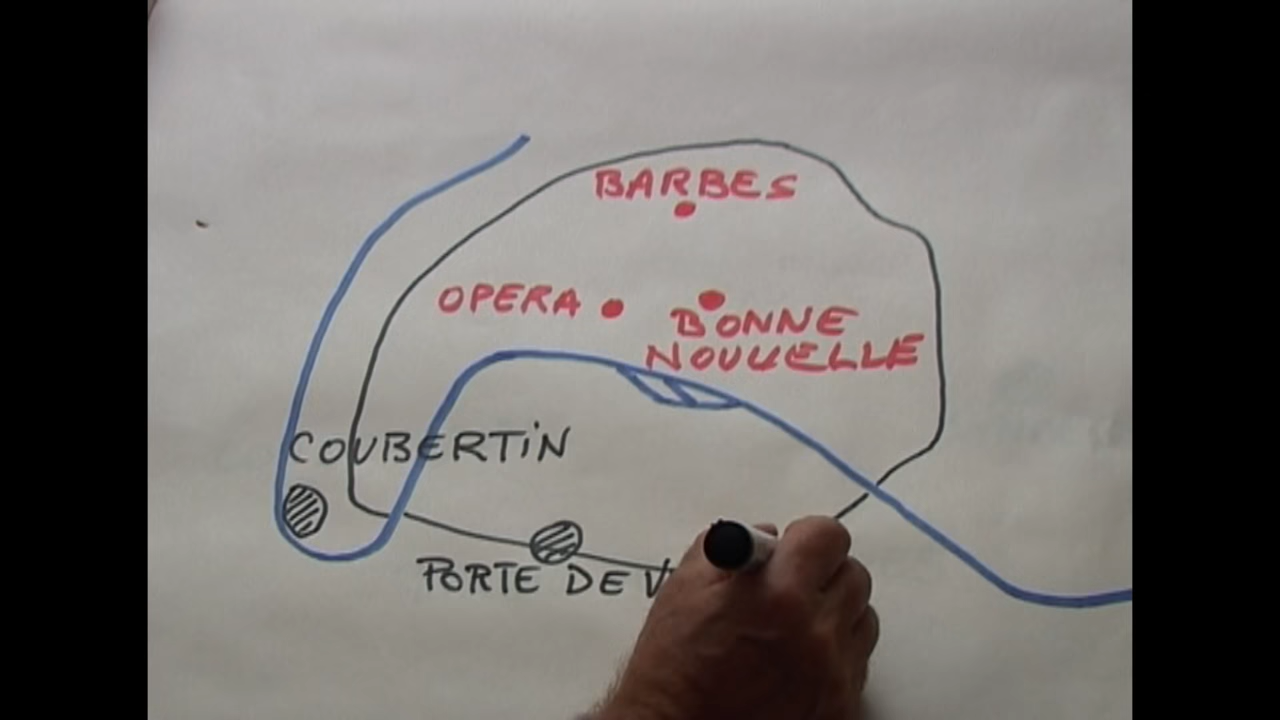 BARBES
OPERA
BONNE
NOUVELLE
COUBERTiN
PORTE DE V